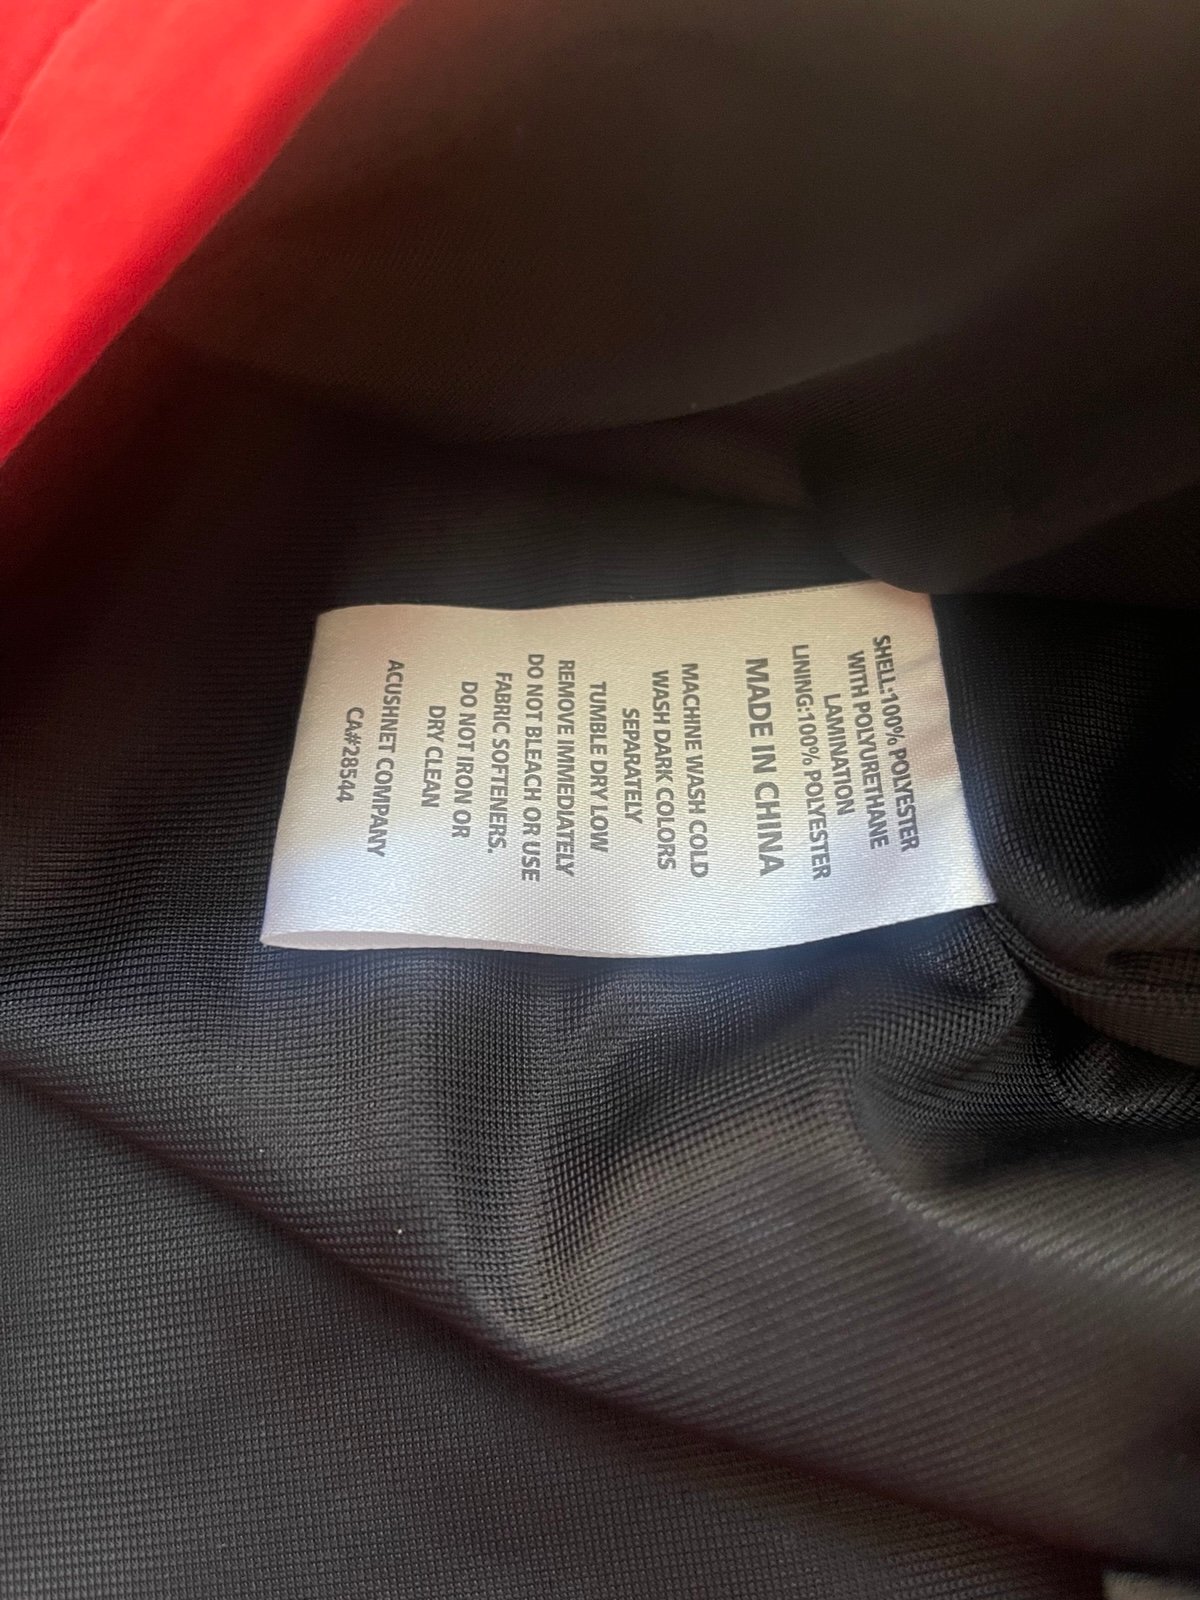 SHELL:100% POLYESTER
WITH POLYURETHANE
LAMINATION
LINING:100% POLYESTER
MADE IN CHINA
MACHINE WASH COLD
WASH DARK COLORS
SEPARATELY
TUMBLE DRY LOW
REMOVE IMMEDIATELY
DO NOT BLEACH OR USE
FABRIC SOFTENERS.
DO NOT IRON OR
DRY CLEAN
ACUSHNET COMPANY
CA#28544